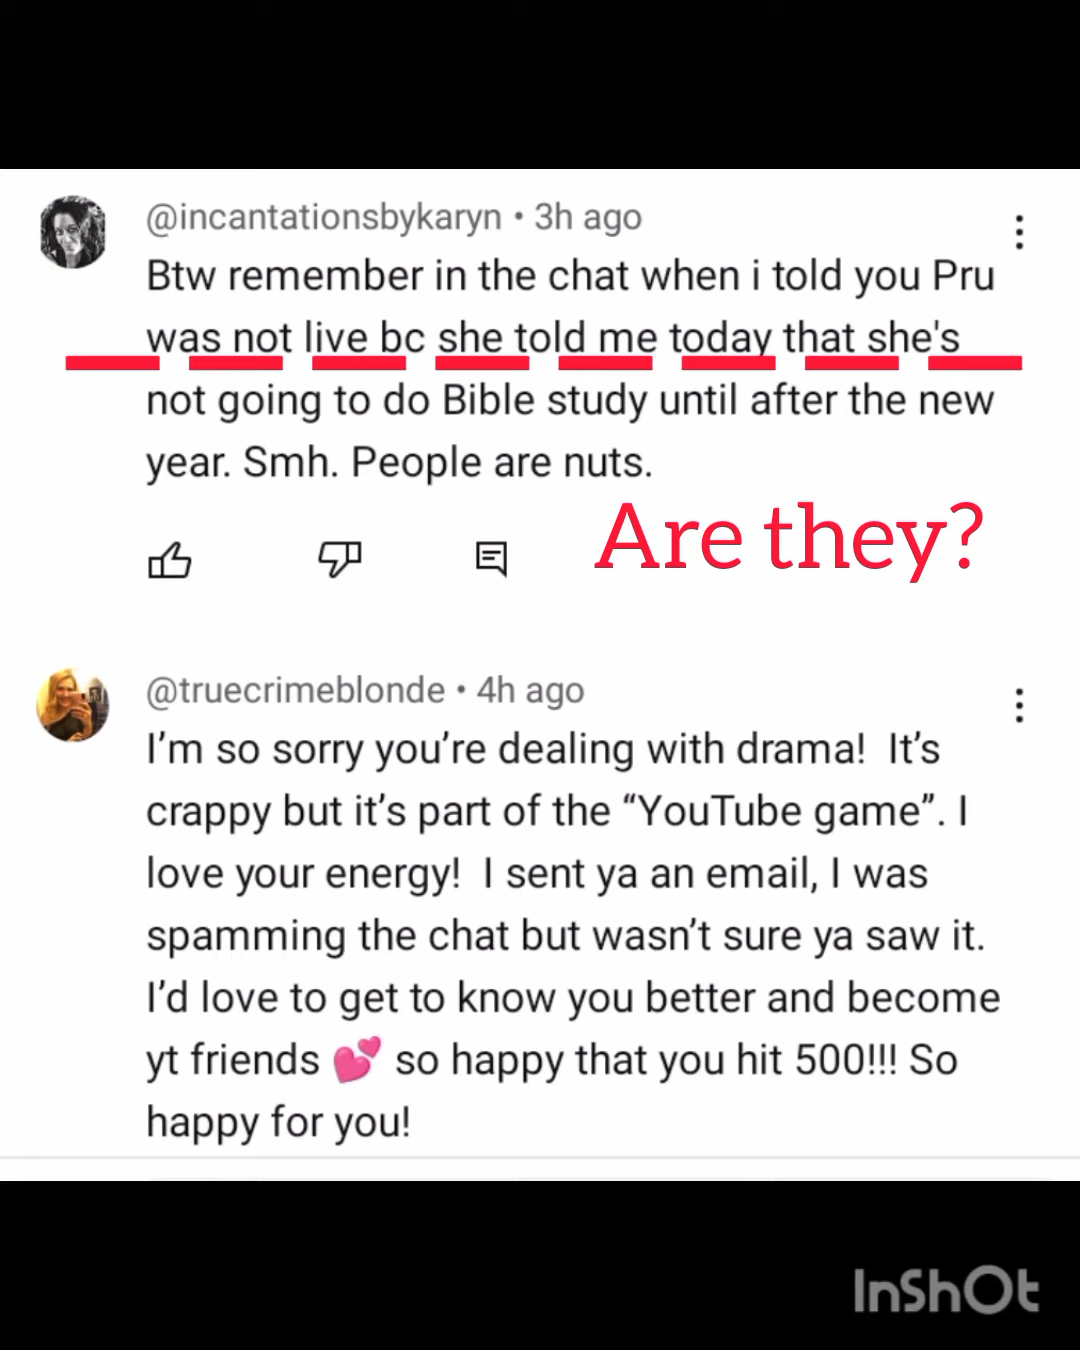 @incantationsbykaryn • 3h ago
Btw remember in the chat when i told you Pru
was not live bc she told me today that she's
not going to do Bible study until after the new
year. Smh. People are nuts.
Are they?
@truecrimeblonde • 4h ago
I’m so sorry you’re dealing with drama!  It’s
crappy but it’s part of the “YouTube game”. I
love your energy!  I sent ya an email, I was
spamming the chat but wasn’t sure ya saw it.
I’d love to get to know you better and become
yt friends 💕 so happy that you hit 500!!! So
happy for you!
InShOt